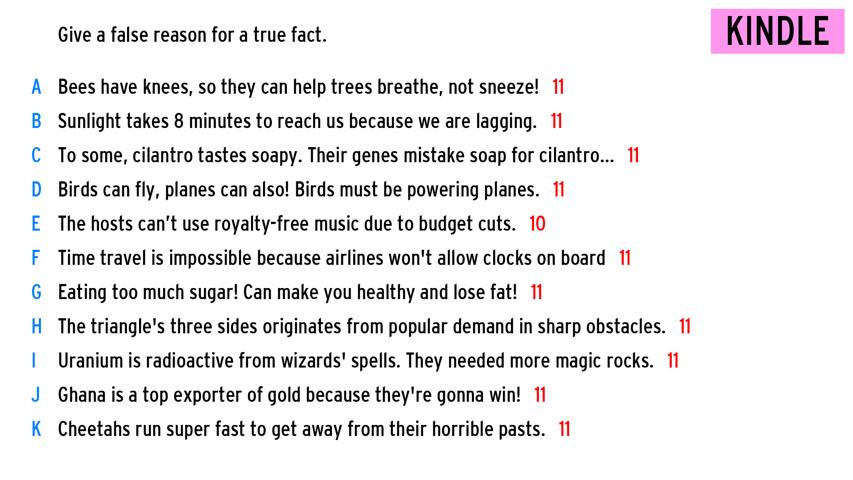 Give a false reason for a true fact.
KINDLE
A Bees have knees, so they can help trees breathe, not sneeze! 11
B Sunlight takes 8 minutes to reach us because we are lagging. 11
C To some, cilantro tastes soapy. Their genes mistake soap for cilantro... 11
D Birds can fly, planes can also! Birds must be powering planes. 11
E The hosts can't use royalty-free music due to budget cuts. 10
F Time travel is impossible because airlines won't allow clocks on board 11
G Eating too much sugar! Can make you healthy and lose fat! 11
H The triangle's three sides originates from popular demand in sharp obstacles. 11
I Uranium is radioactive from wizards' spells. They needed more magic rocks. 11
J Ghana is a top exporter of gold because they're gonna win! 11
K Cheetahs run super fast to get away from their horrible pasts. 11